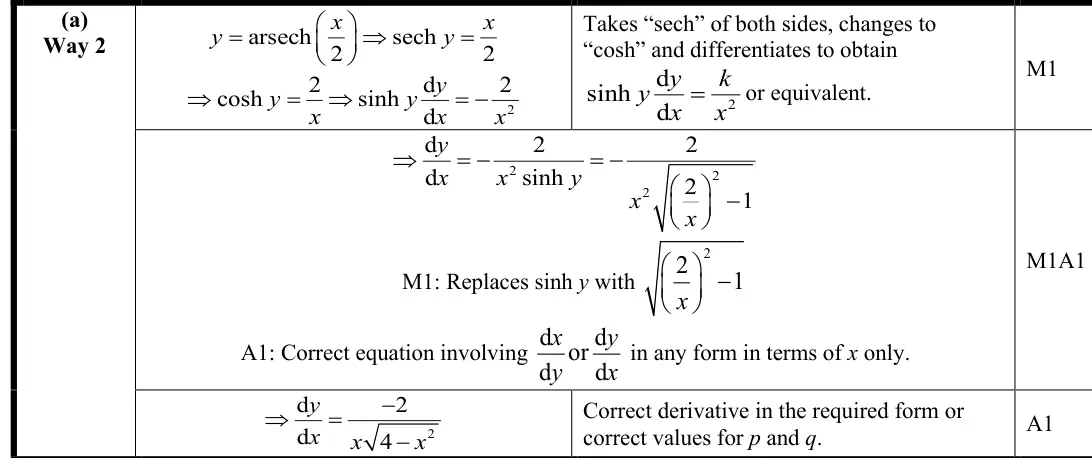 (a)
Way 2
y = arsech(x/2) ⇒ sech y = x/2
⇒ cosh y = 2/x ⇒ sinh y dy/dx = −2/x²
Takes “sech” of both sides, changes to
“cosh” and differentiates to obtain
sinh y dy/dx = k/x² or equivalent.
M1
⇒ dy/dx = −2/(x² sinh y) = −2/(x²√((2/x)² − 1))
M1: Replaces sinh y with √((2/x)² − 1)
A1: Correct equation involving dx/dy or dy/dx in any form in terms of x only.
M1A1
⇒ dy/dx = −2/(x√(4 − x²))
Correct derivative in the required form or
correct values for p and q.
A1